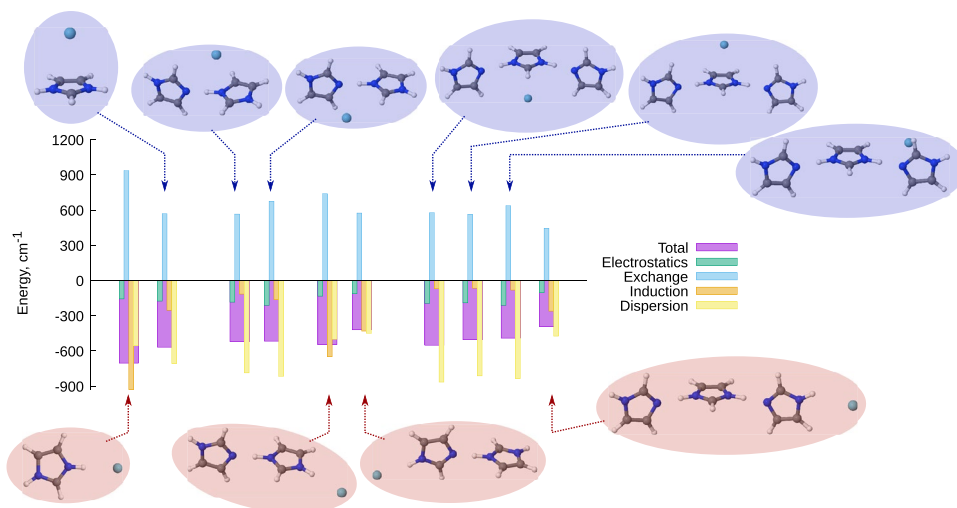 1200
900
600
300
0
-300
-600
-900
Energy, cm-1
Total
Electrostatics
Exchange
Induction
Dispersion